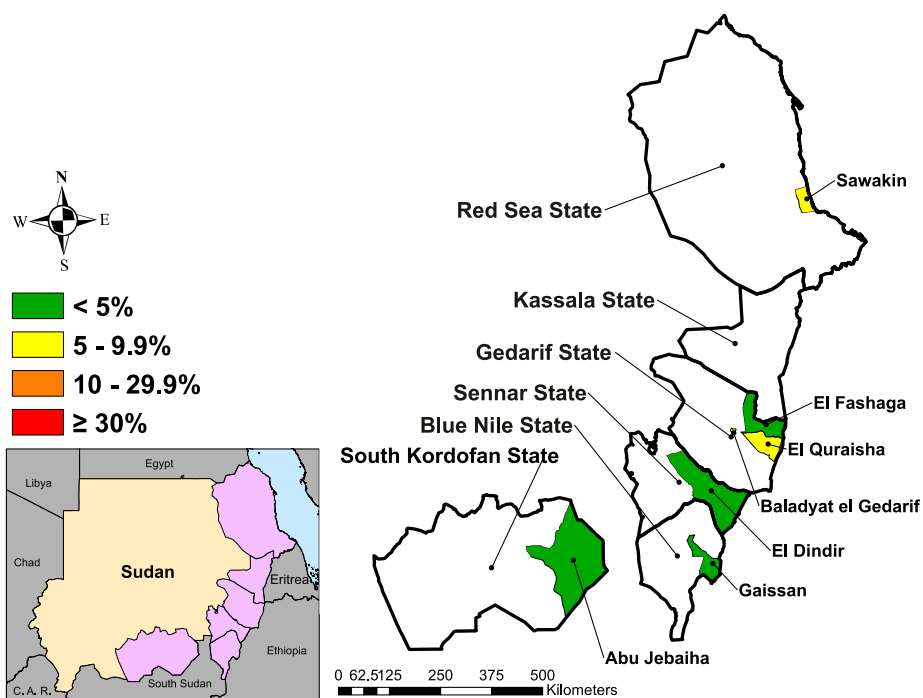 N
W
E
S
< 5%
5 - 9.9%
10 - 29.9%
≥ 30%
Sawakin
Red Sea State
Kassala State
Gedarif State
Sennar State
Blue Nile State
South Kordofan State
El Fashaga
El Quraisha
Baladyat el Gedarif
El Dindir
Gaissan
Abu Jebaiha
Egypt
Libya
Chad
Sudan
Eritrea
Ethiopia
South Sudan
C. A. R.
0 62.5125 250 375 500
Kilometers